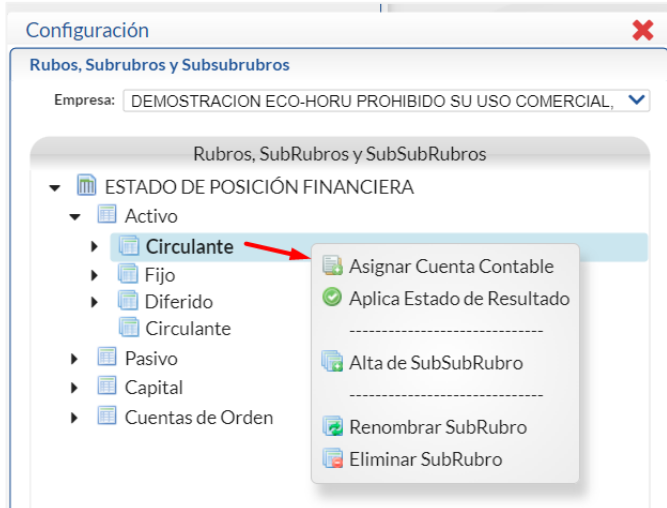 Configuración
Rubos, Subrubros y Subsubrubros
Empresa: DEMOSTRACION ECO-HORU PROHIBIDO SU USO COMERCIAL,
Rubros, SubRubros y SubSubRubros
ESTADO DE POSICIÓN FINANCIERA
Activo
Circulante
Fijo
Diferido
Circulante
Pasivo
Capital
Cuentas de Orden
Asignar Cuenta Contable
Aplica Estado de Resultado
------------------------------
Alta de SubSubRubro
------------------------------
Renombrar SubRubro
Eliminar SubRubro